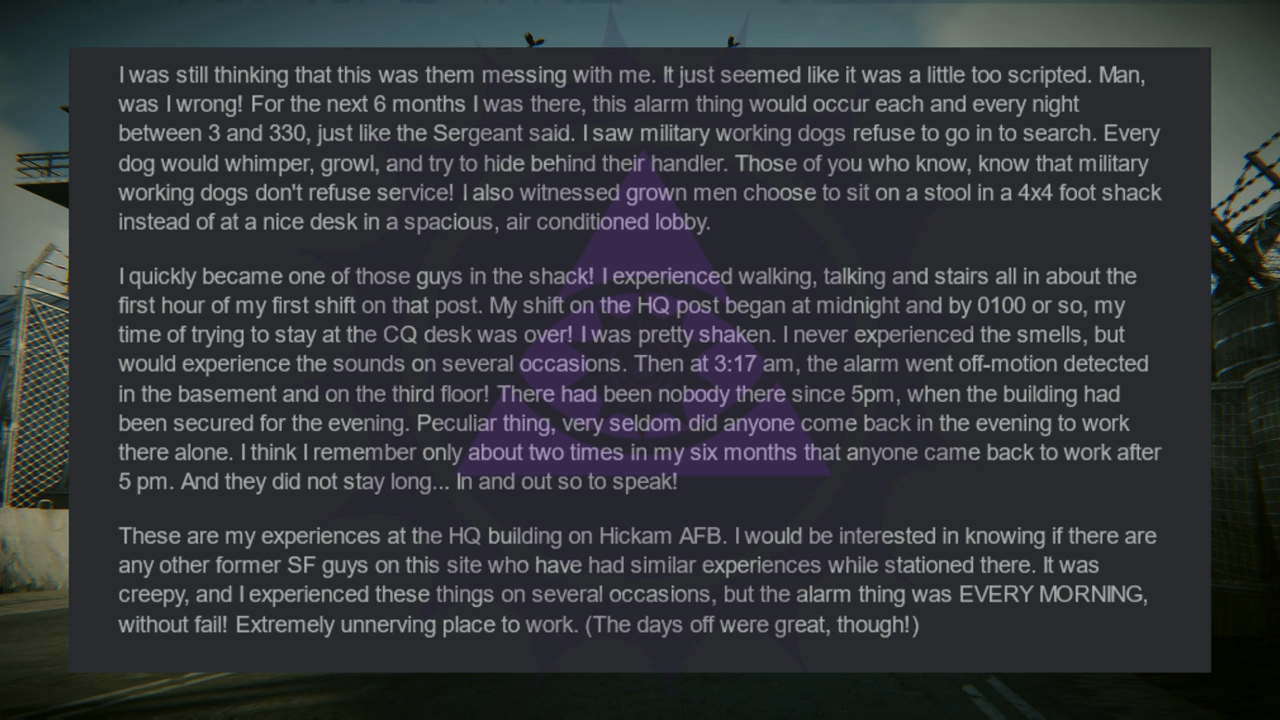 I was still thinking that this was them messing with me. It just seemed like it was a little too scripted. Man,
was I wrong! For the next 6 months I was there, this alarm thing would occur each and every night
between 3 and 330, just like the Sergeant said. I saw military working dogs refuse to go in to search. Every
dog would whimper, growl, and try to hide behind their handler. Those of you who know, know that military
working dogs don't refuse service! I also witnessed grown men choose to sit on a stool in a 4x4 foot shack
instead of at a nice desk in a spacious, air conditioned lobby.
I quickly became one of those guys in the shack! I experienced walking, talking and stairs all in about the
first hour of my first shift on that post. My shift on the HQ post began at midnight and by 0100 or so, my
time of trying to stay at the CQ desk was over! I was pretty shaken. I never experienced the smells, but
would experience the sounds on several occasions. Then at 3:17 am, the alarm went off-motion detected
in the basement and on the third floor! There had been nobody there since 5pm, when the building had
been secured for the evening. Peculiar thing, very seldom did anyone come back in the evening to work
there alone. I think I remember only about two times in my six months that anyone came back to work after
5 pm. And they did not stay long... In and out so to speak!
These are my experiences at the HQ building on Hickam AFB. I would be interested in knowing if there are
any other former SF guys on this site who have had similar experiences while stationed there. It was
creepy, and I experienced these things on several occasions, but the alarm thing was EVERY MORNING,
without fail! Extremely unnerving place to work. (The days off were great, though!)